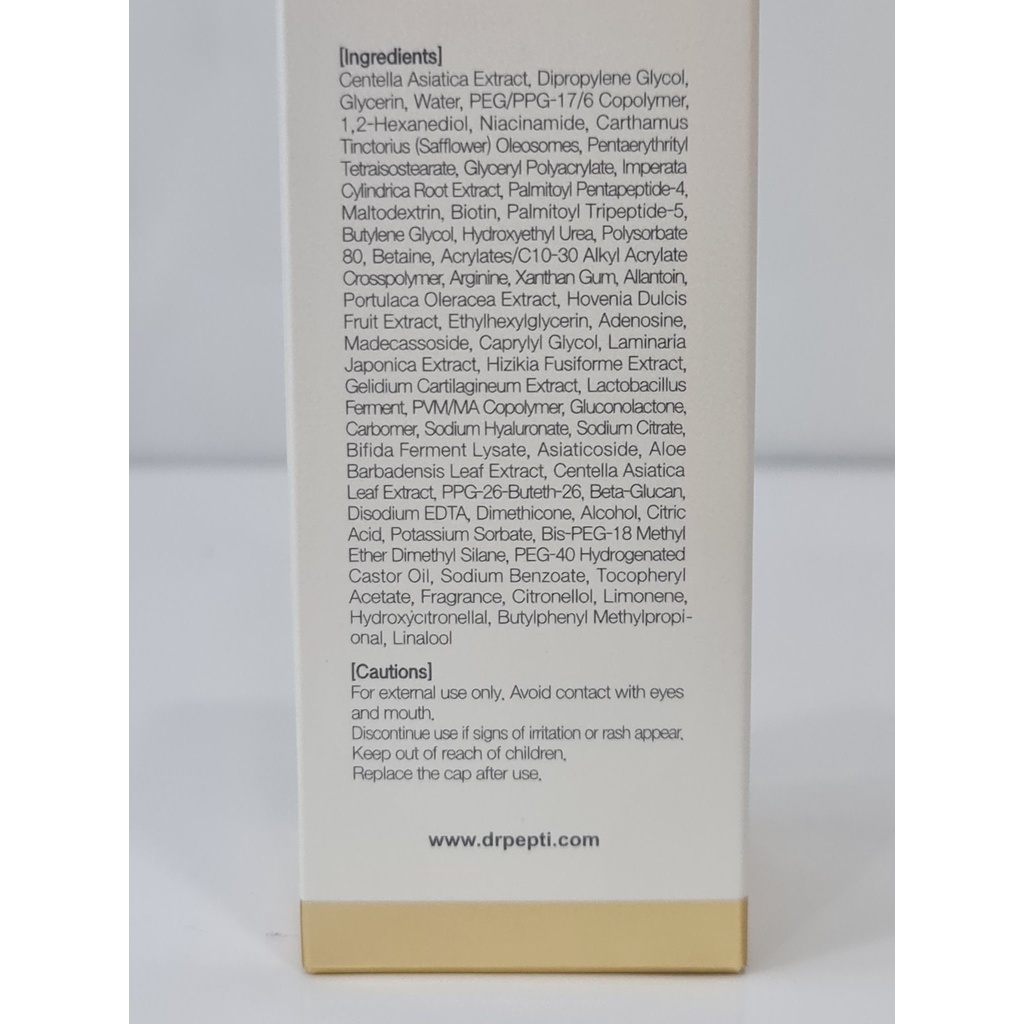 [Ingredients]
Centella Asiatica Extract, Dipropylene Glycol,
Glycerin, Water, PEG/PPG-17/6 Copolymer,
1,2-Hexanediol, Niacinamide, Carthamus
Tinctorius (Safflower) Oleosomes, Pentaerythrityl
Tetraisostearate, Glyceryl Polyacrylate, Imperata
Cylindrica Root Extract, Palmitoyl Pentapeptide-4,
Maltodextrin, Biotin, Palmitoyl Tripeptide-5,
Butylene Glycol, Hydroxyethyl Urea, Polysorbate
80, Betaine, Acrylates/C10-30 Alkyl Acrylate
Crosspolymer, Arginine, Xanthan Gum, Allantoin,
Portulaca Oleracea Extract, Hovenia Dulcis
Fruit Extract, Ethylhexylglycerin, Adenosine,
Madecassoside, Caprylyl Glycol, Laminaria
Japonica Extract, Hizikia Fusiforme Extract,
Gelidium Cartilagineum Extract, Lactobacillus
Ferment, PVM/MA Copolymer, Gluconolactone,
Carbomer, Sodium Hyaluronate, Sodium Citrate,
Bifida Ferment Lysate, Asiaticoside, Aloe
Barbadensis Leaf Extract, Centella Asiatica
Leaf Extract, PPG-26-Buteth-26, Beta-Glucan,
Disodium EDTA, Dimethicone, Alcohol, Citric
Acid, Potassium Sorbate, Bis-PEG-18 Methyl
Ether Dimethyl Silane, PEG-40 Hydrogenated
Castor Oil, Sodium Benzoate, Tocopheryl
Acetate, Fragrance, Citronellol, Limonene,
Hydroxycitronellal, Butylphenyl Methylpropi-
onal, Linalool
[Cautions]
For external use only. Avoid contact with eyes
and mouth.
Discontinue use if signs of irritation or rash appear.
Keep out of reach of children.
Replace the cap after use.
www.drpepti.com